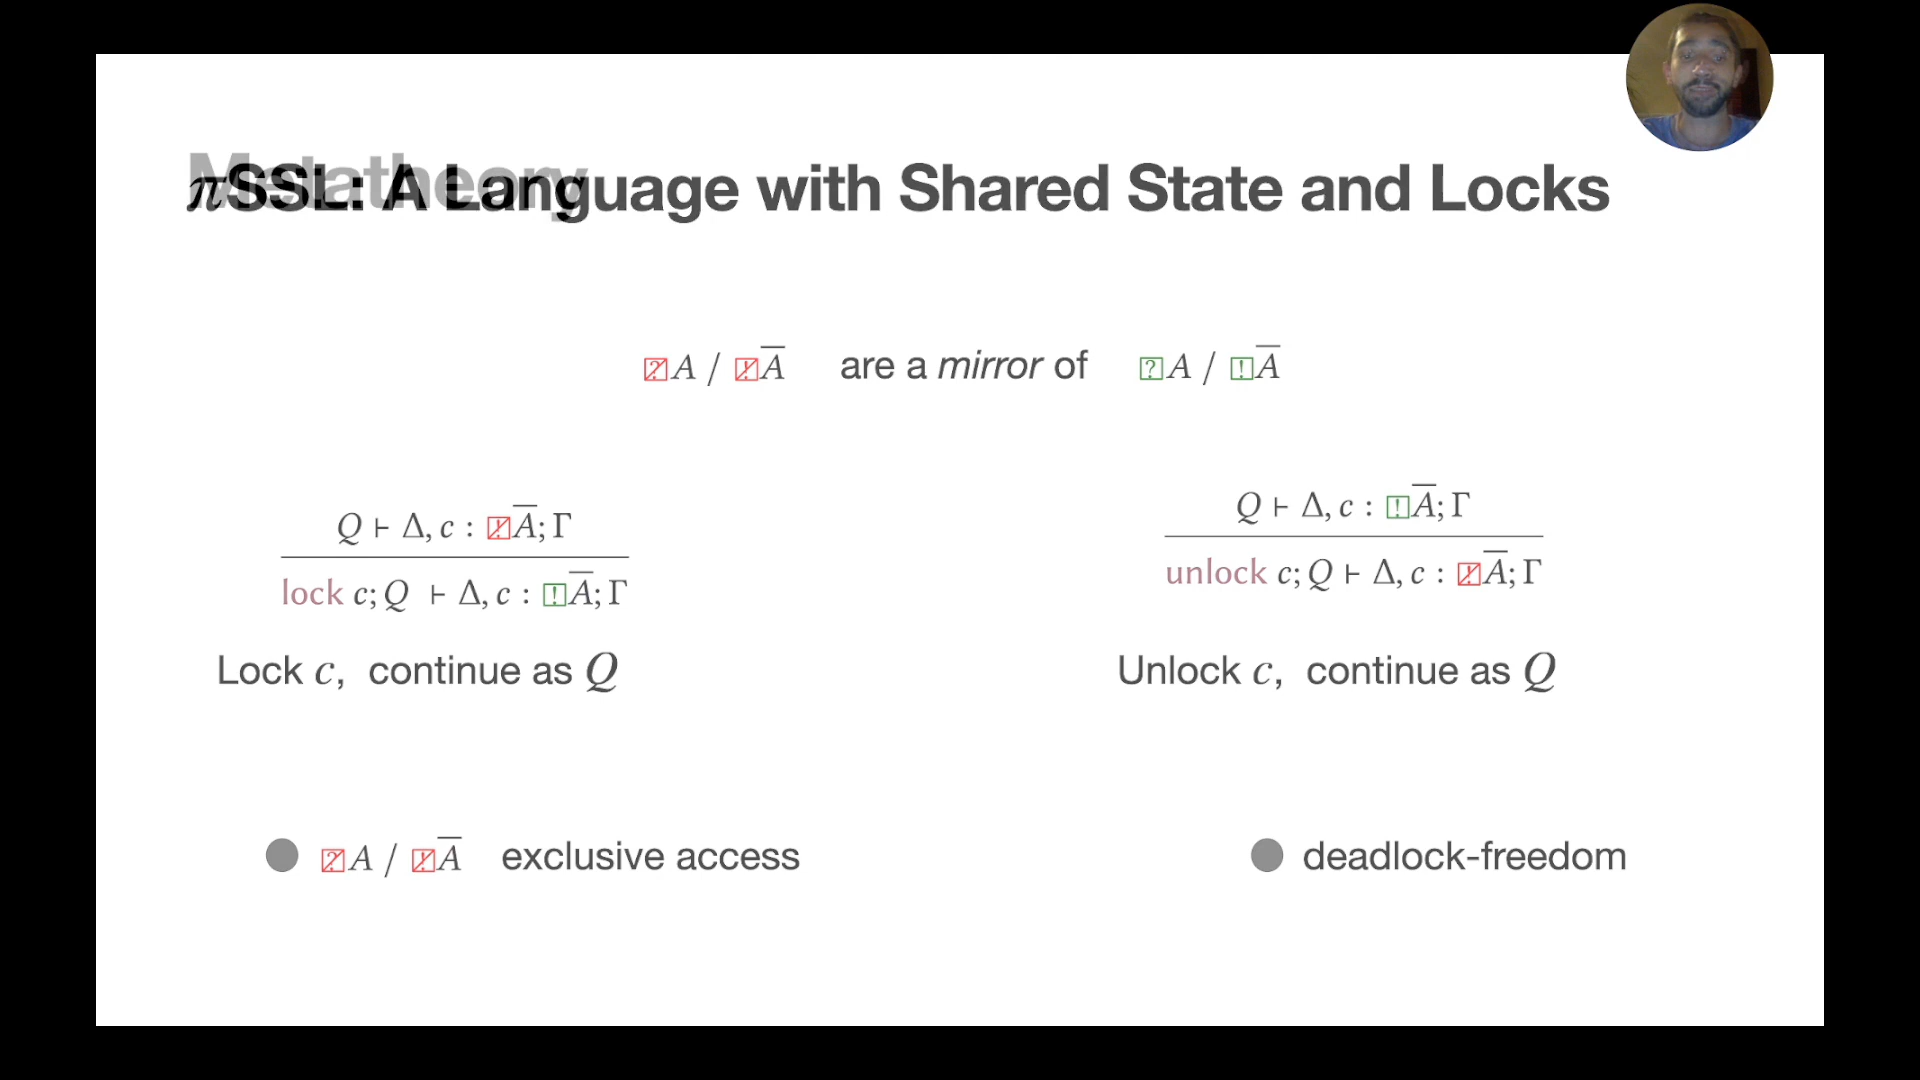 Metatheory
πSSL: A Language with Shared State and Locks
⍰̸A / !̸⃞A̅ are a mirror of ⍰A / !⃞A̅
Q ⊢ Δ, c : !̸⃞A̅; Γ
lock c; Q ⊢ Δ, c : !⃞A̅; Γ
Lock c, continue as Q
Q ⊢ Δ, c : !⃞A̅; Γ
unlock c; Q ⊢ Δ, c : !̸⃞A̅; Γ
Unlock c, continue as Q
● ⍰̸A / !̸⃞A̅ exclusive access
● deadlock-freedom